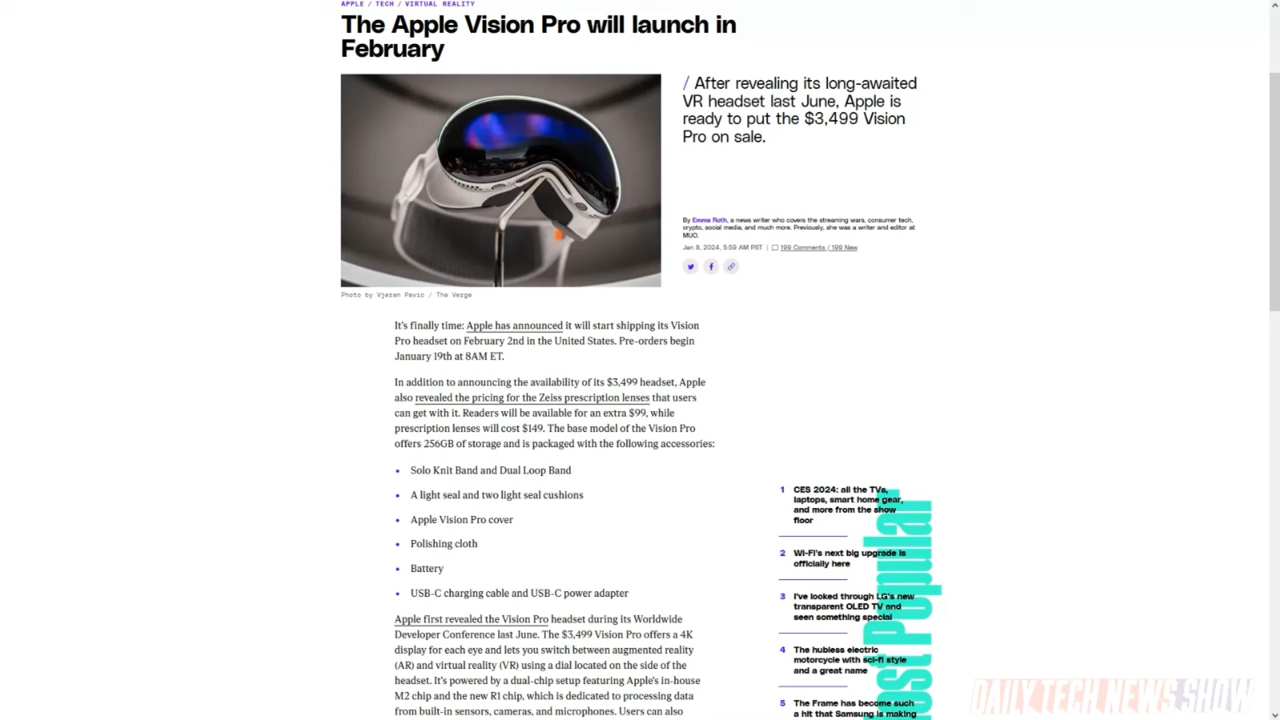 APPLE / TECH / VIRTUAL REALITY
The Apple Vision Pro will launch in
February
/ After revealing its long-awaited
VR headset last June, Apple is
ready to put the $3,499 Vision
Pro on sale.
By Emma Roth, a news writer who covers the streaming wars, consumer tech,
crypto, social media, and much more. Previously, she was a writer and editor at
MUO.
Jan 8, 2024, 5:59 AM PST | 199 Comments / 199 New
Photo by Vjeran Pavic / The Verge
It's finally time: Apple has announced it will start shipping its Vision
Pro headset on February 2nd in the United States. Pre-orders begin
January 19th at 8AM ET.
In addition to announcing the availability of its $3,499 headset, Apple
also revealed the pricing for the Zeiss prescription lenses that users
can get with it. Readers will be available for an extra $99, while
prescription lenses will cost $149. The base model of the Vision Pro
offers 256GB of storage and is packaged with the following accessories:
• Solo Knit Band and Dual Loop Band
• A light seal and two light seal cushions
• Apple Vision Pro cover
• Polishing cloth
• Battery
• USB-C charging cable and USB-C power adapter
Apple first revealed the Vision Pro headset during its Worldwide
Developer Conference last June. The $3,499 Vision Pro offers a 4K
display for each eye and lets you switch between augmented reality
(AR) and virtual reality (VR) using a dial located on the side of the
headset. It's powered by a dual-chip setup featuring Apple's in-house
M2 chip and the new R1 chip, which is dedicated to processing data
from built-in sensors, cameras, and microphones. Users can also
ost Popular
1 CES 2024: all the TVs,
laptops, smart home gear,
and more from the show
floor
2 Wi-Fi's next big upgrade is
officially here
3 I've looked through LG's new
transparent OLED TV and
seen something special
4 The hubless electric
motorcycle with sci-fi style
and a great name
5 The Frame has become such
a hit that Samsung is making
DAILY TECH NEWS SHOW